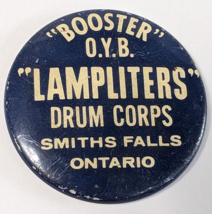 "BOOSTER"
O.Y.B.
"LAMPLITERS"
DRUM CORPS
SMITHS FALLS
ONTARIO